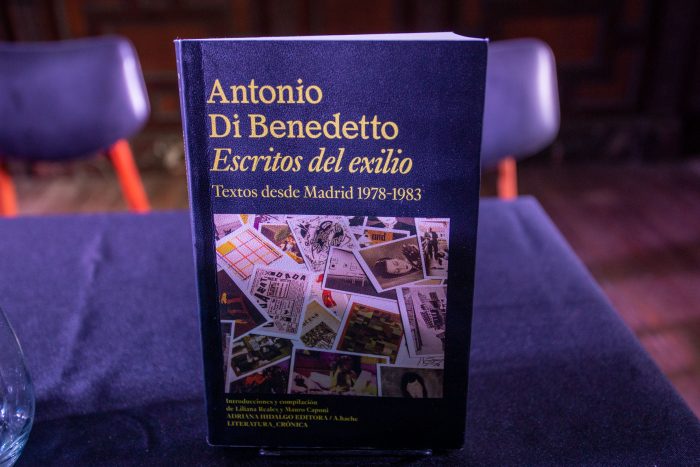 Antonio
Di Benedetto
Escritos del exilio
Textos desde Madrid 1978-1983
Introducciones y compilación
de Liliana Reales y Mauro Caponi
ADRIANA HIDALGO EDITORA / A.hache
LITERATURA_CRÓNICA